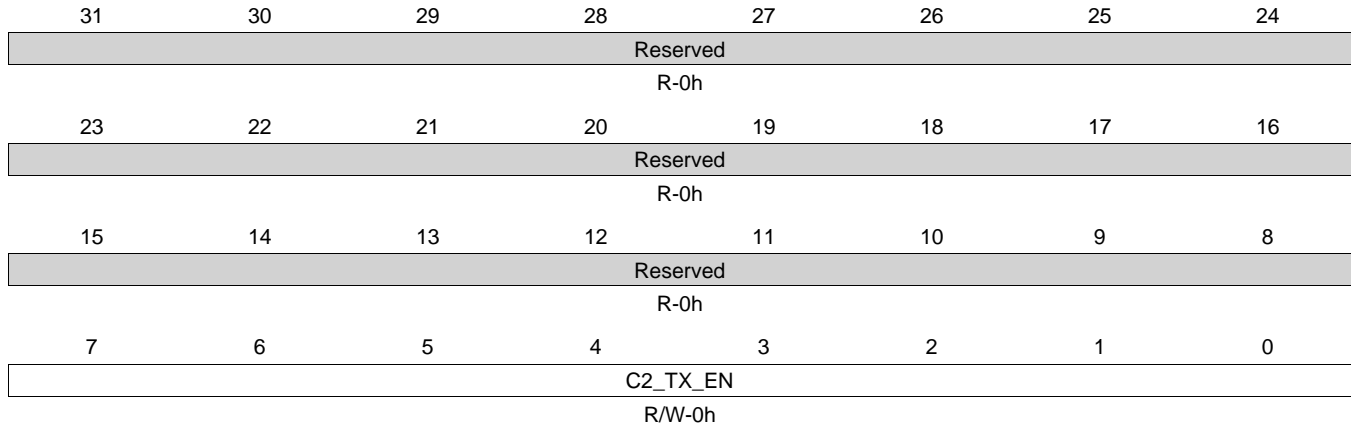 31 30 29 28 27 26 25 24
Reserved
R-0h
23 22 21 20 19 18 17 16
Reserved
R-0h
15 14 13 12 11 10 9 8
Reserved
R-0h
7 6 5 4 3 2 1 0
C2_TX_EN
R/W-0h